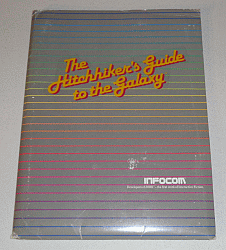 The
Hitchhiker's Guide
to the Galaxy
INFOCOM